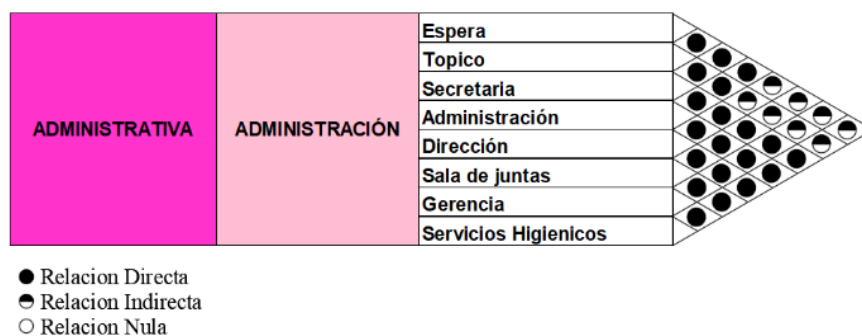 ADMINISTRATIVA
ADMINISTRACIÓN
Espera
Topico
Secretaria
Administración
Dirección
Sala de juntas
Gerencia
Servicios Higienicos
Relacion Directa
Relacion Indirecta
Relacion Nula